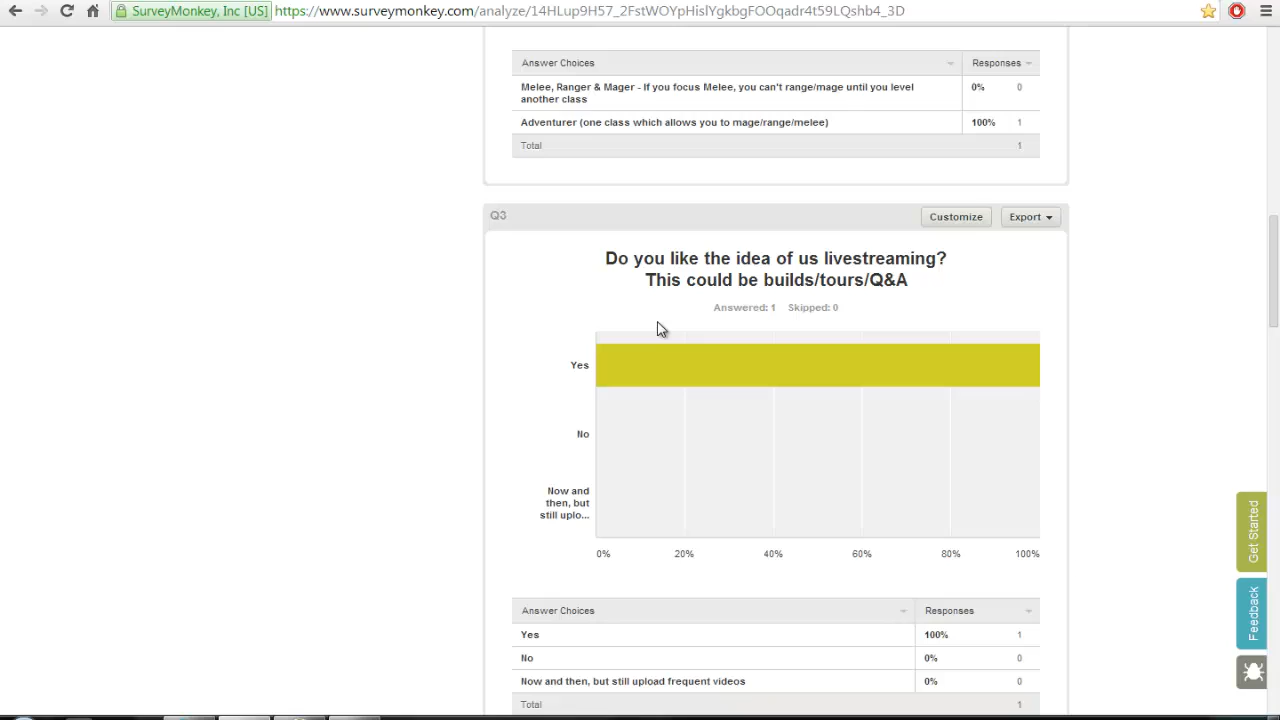 SurveyMonkey, Inc [US] https://www.surveymonkey.com/analyze/14HLup9H57_2FstWOYpHislYgkbgFOOqadr4t59LQshb4_3D
Answer Choices Responses
Melee, Ranger & Mager - If you focus Melee, you can't range/mage until you level 0% 0
another class
Adventurer (one class which allows you to mage/range/melee) 100% 1
Total 1
Q3 Customize Export
Do you like the idea of us livestreaming?
This could be builds/tours/Q&A
Answered: 1 Skipped: 0
Yes
No
Now and
then, but
still uplo...
0% 20% 40% 60% 80% 100%
Answer Choices Responses
Yes 100% 1
No 0% 0
Now and then, but still upload frequent videos 0% 0
Total 1
Get Started
Feedback